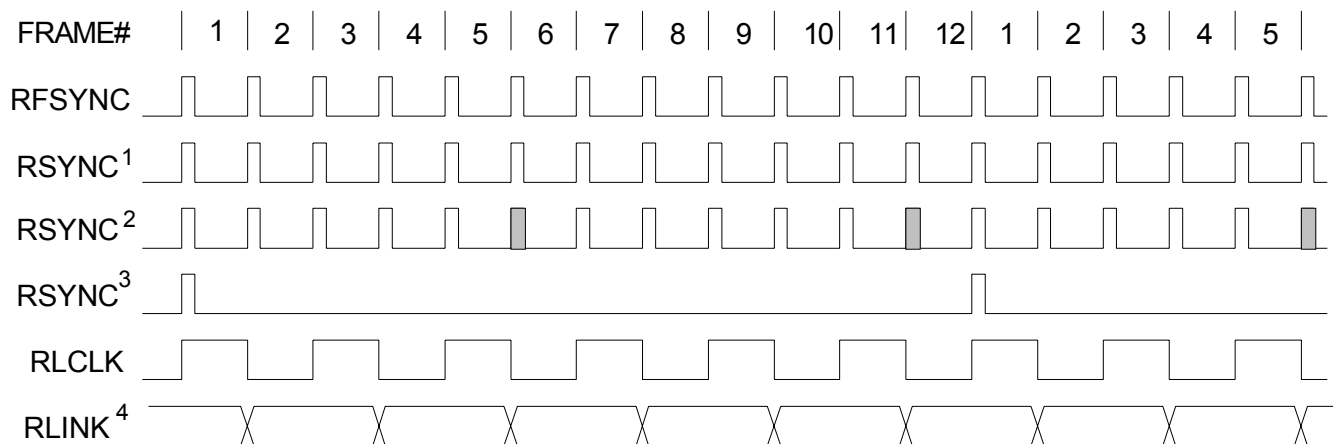 FRAME# 1 2 3 4 5 6 7 8 9 10 11 12 1 2 3 4 5
RFSYNC
RSYNC1
RSYNC2
RSYNC3
RLCLK
RLINK4